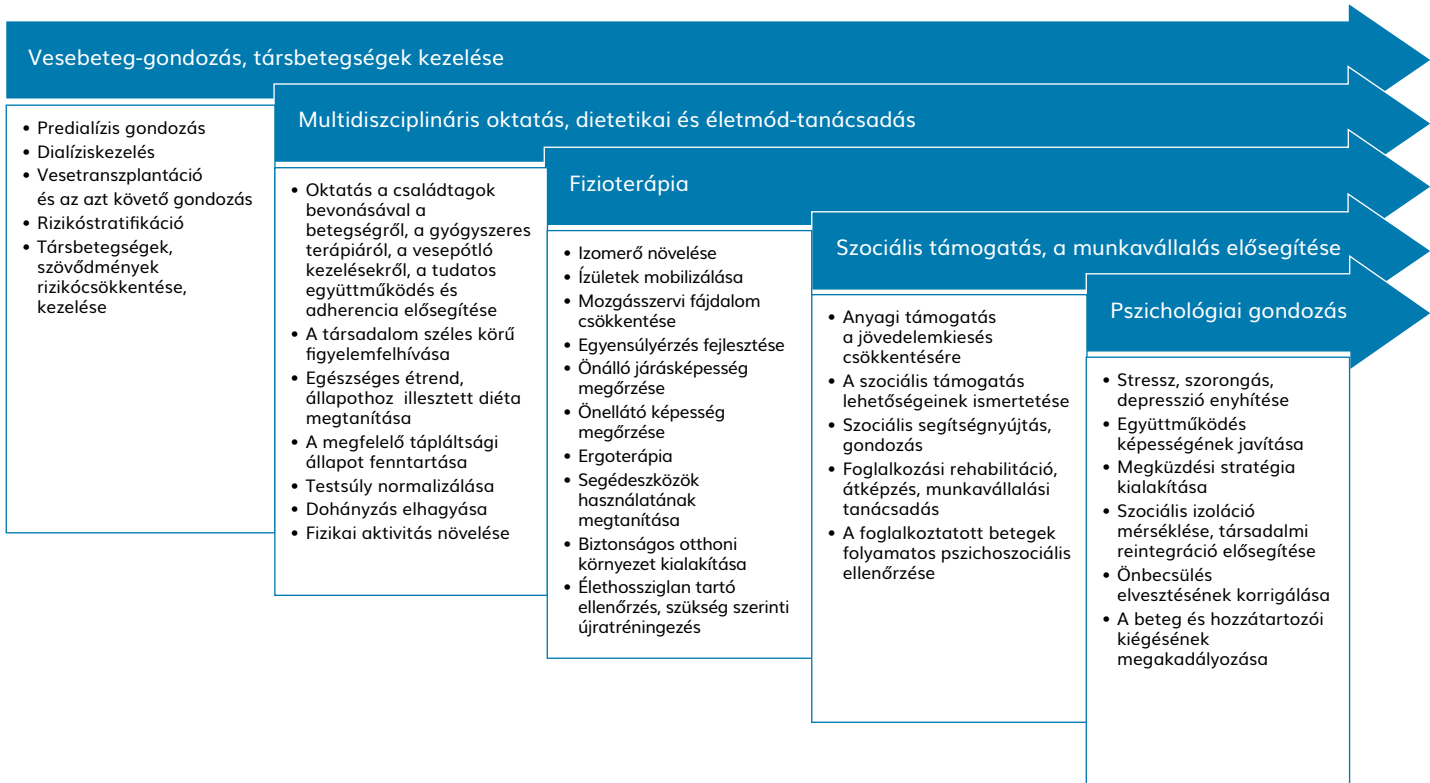 Vesebeteg-gondozás, társbetegségek kezelése
• Predialízis gondozás
• Dialíziskezelés
• Vesetranszplantáció
és az azt követő gondozás
• Rizikóstratifikáció
• Társbetegségek,
szövődmények
rizikócsökkentése,
kezelése
Multidiszciplináris oktatás, dietetikai és életmód-tanácsadás
• Oktatás a családtagok
bevonásával a
betegségről, a gyógyszeres
terápiáról, a vesepótló
kezelésekről, a tudatos
együttműködés és
adherencia elősegítése
• A társadalom széles körű
figyelemfelhívása
• Egészséges étrend,
állapothoz illesztett diéta
megtanítása
• A megfelelő tápláltsági
állapot fenntartása
• Testsúly normalizálása
• Dohányzás elhagyása
• Fizikai aktivitás növelése
Fizioterápia
• Izomerő növelése
• Ízületek mobilizálása
• Mozgásszervi fájdalom
csökkentése
• Egyensúlyérzés fejlesztése
• Önálló járásképesség
megőrzése
• Önellátó képesség
megőrzése
• Ergoterápia
• Segédeszközök
használatának
megtanítása
• Biztonságos otthoni
környezet kialakítása
• Élethossziglan tartó
ellenőrzés, szükség szerinti
újratréningezés
Szociális támogatás, a munkavállalás elősegítése
• Anyagi támogatás
a jövedelemkiesés
csökkentésére
• A szociális támogatás
lehetőségeinek ismertetése
• Szociális segítségnyújtás,
gondozás
• Foglalkozási rehabilitáció,
átképzés, munkavállalási
tanácsadás
• A foglalkoztatott betegek
folyamatos pszichoszociális
ellenőrzése
Pszichológiai gondozás
• Stressz, szorongás,
depresszió enyhítése
• Együttműködés
képességének javítása
• Megküzdési stratégia
kialakítása
• Szociális izoláció
mérséklése, társadalmi
reintegráció elősegítése
• Önbecsülés
elvesztésének korrigálása
• A beteg és hozzátartozói
kiégésének
megakadályozása